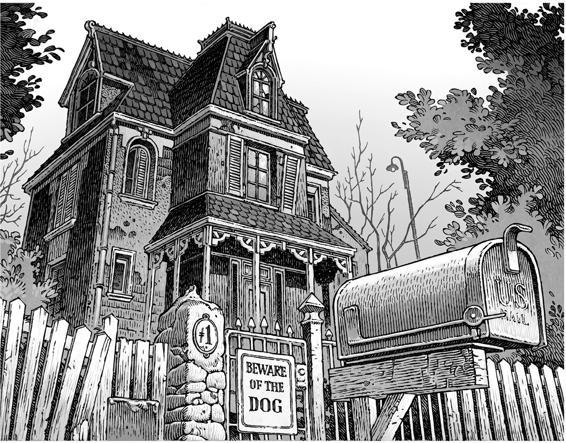 #1
BEWARE
OF THE
DOG
U.S.
MAIL